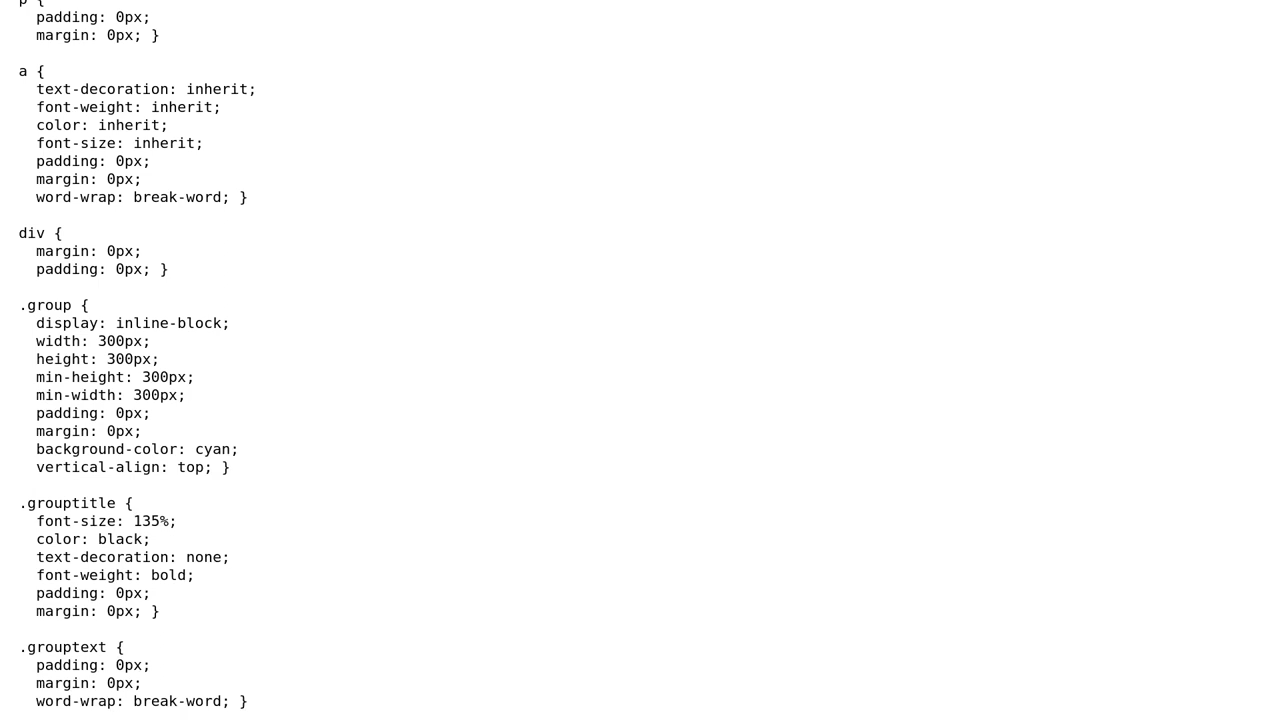 p {
  padding: 0px;
  margin: 0px; }

a {
  text-decoration: inherit;
  font-weight: inherit;
  color: inherit;
  font-size: inherit;
  padding: 0px;
  margin: 0px;
  word-wrap: break-word; }

div {
  margin: 0px;
  padding: 0px; }

.group {
  display: inline-block;
  width: 300px;
  height: 300px;
  min-height: 300px;
  min-width: 300px;
  padding: 0px;
  margin: 0px;
  background-color: cyan;
  vertical-align: top; }

.grouptitle {
  font-size: 135%;
  color: black;
  text-decoration: none;
  font-weight: bold;
  padding: 0px;
  margin: 0px; }

.grouptext {
  padding: 0px;
  margin: 0px;
  word-wrap: break-word; }